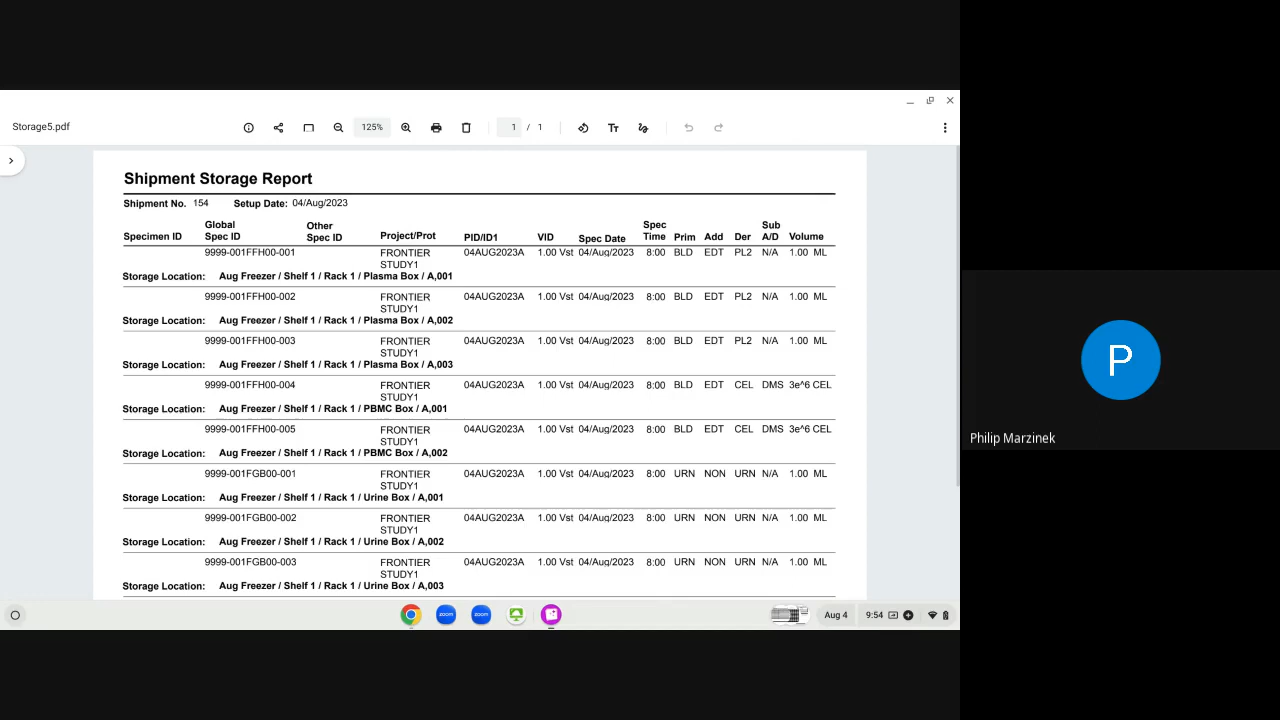 Storage5.pdf
125%
1 / 1
Shipment Storage Report
Shipment No. 154 Setup Date: 04/Aug/2023
Specimen ID Global Spec ID Other Spec ID Project/Prot PID/ID1 VID Spec Date Spec Time Prim Add Der Sub A/D Volume
9999-001FFH00-001 FRONTIER 04AUG2023A 1.00 Vst 04/Aug/2023 8:00 BLD EDT PL2 N/A 1.00 ML
STUDY1
Storage Location: Aug Freezer / Shelf 1 / Rack 1 / Plasma Box / A,001
9999-001FFH00-002 FRONTIER 04AUG2023A 1.00 Vst 04/Aug/2023 8:00 BLD EDT PL2 N/A 1.00 ML
STUDY1
Storage Location: Aug Freezer / Shelf 1 / Rack 1 / Plasma Box / A,002
9999-001FFH00-003 FRONTIER 04AUG2023A 1.00 Vst 04/Aug/2023 8:00 BLD EDT PL2 N/A 1.00 ML
STUDY1
Storage Location: Aug Freezer / Shelf 1 / Rack 1 / Plasma Box / A,003
9999-001FFH00-004 FRONTIER 04AUG2023A 1.00 Vst 04/Aug/2023 8:00 BLD EDT CEL DMS 3e^6 CEL
STUDY1
Storage Location: Aug Freezer / Shelf 1 / Rack 1 / PBMC Box / A,001
9999-001FFH00-005 FRONTIER 04AUG2023A 1.00 Vst 04/Aug/2023 8:00 BLD EDT CEL DMS 3e^6 CEL
STUDY1
Storage Location: Aug Freezer / Shelf 1 / Rack 1 / PBMC Box / A,002
9999-001FGB00-001 FRONTIER 04AUG2023A 1.00 Vst 04/Aug/2023 8:00 URN NON URN N/A 1.00 ML
STUDY1
Storage Location: Aug Freezer / Shelf 1 / Rack 1 / Urine Box / A,001
9999-001FGB00-002 FRONTIER 04AUG2023A 1.00 Vst 04/Aug/2023 8:00 URN NON URN N/A 1.00 ML
STUDY1
Storage Location: Aug Freezer / Shelf 1 / Rack 1 / Urine Box / A,002
9999-001FGB00-003 FRONTIER 04AUG2023A 1.00 Vst 04/Aug/2023 8:00 URN NON URN N/A 1.00 ML
STUDY1
Storage Location: Aug Freezer / Shelf 1 / Rack 1 / Urine Box / A,003
zoom zoom
Aug 4 9:54
P
Philip Marzinek